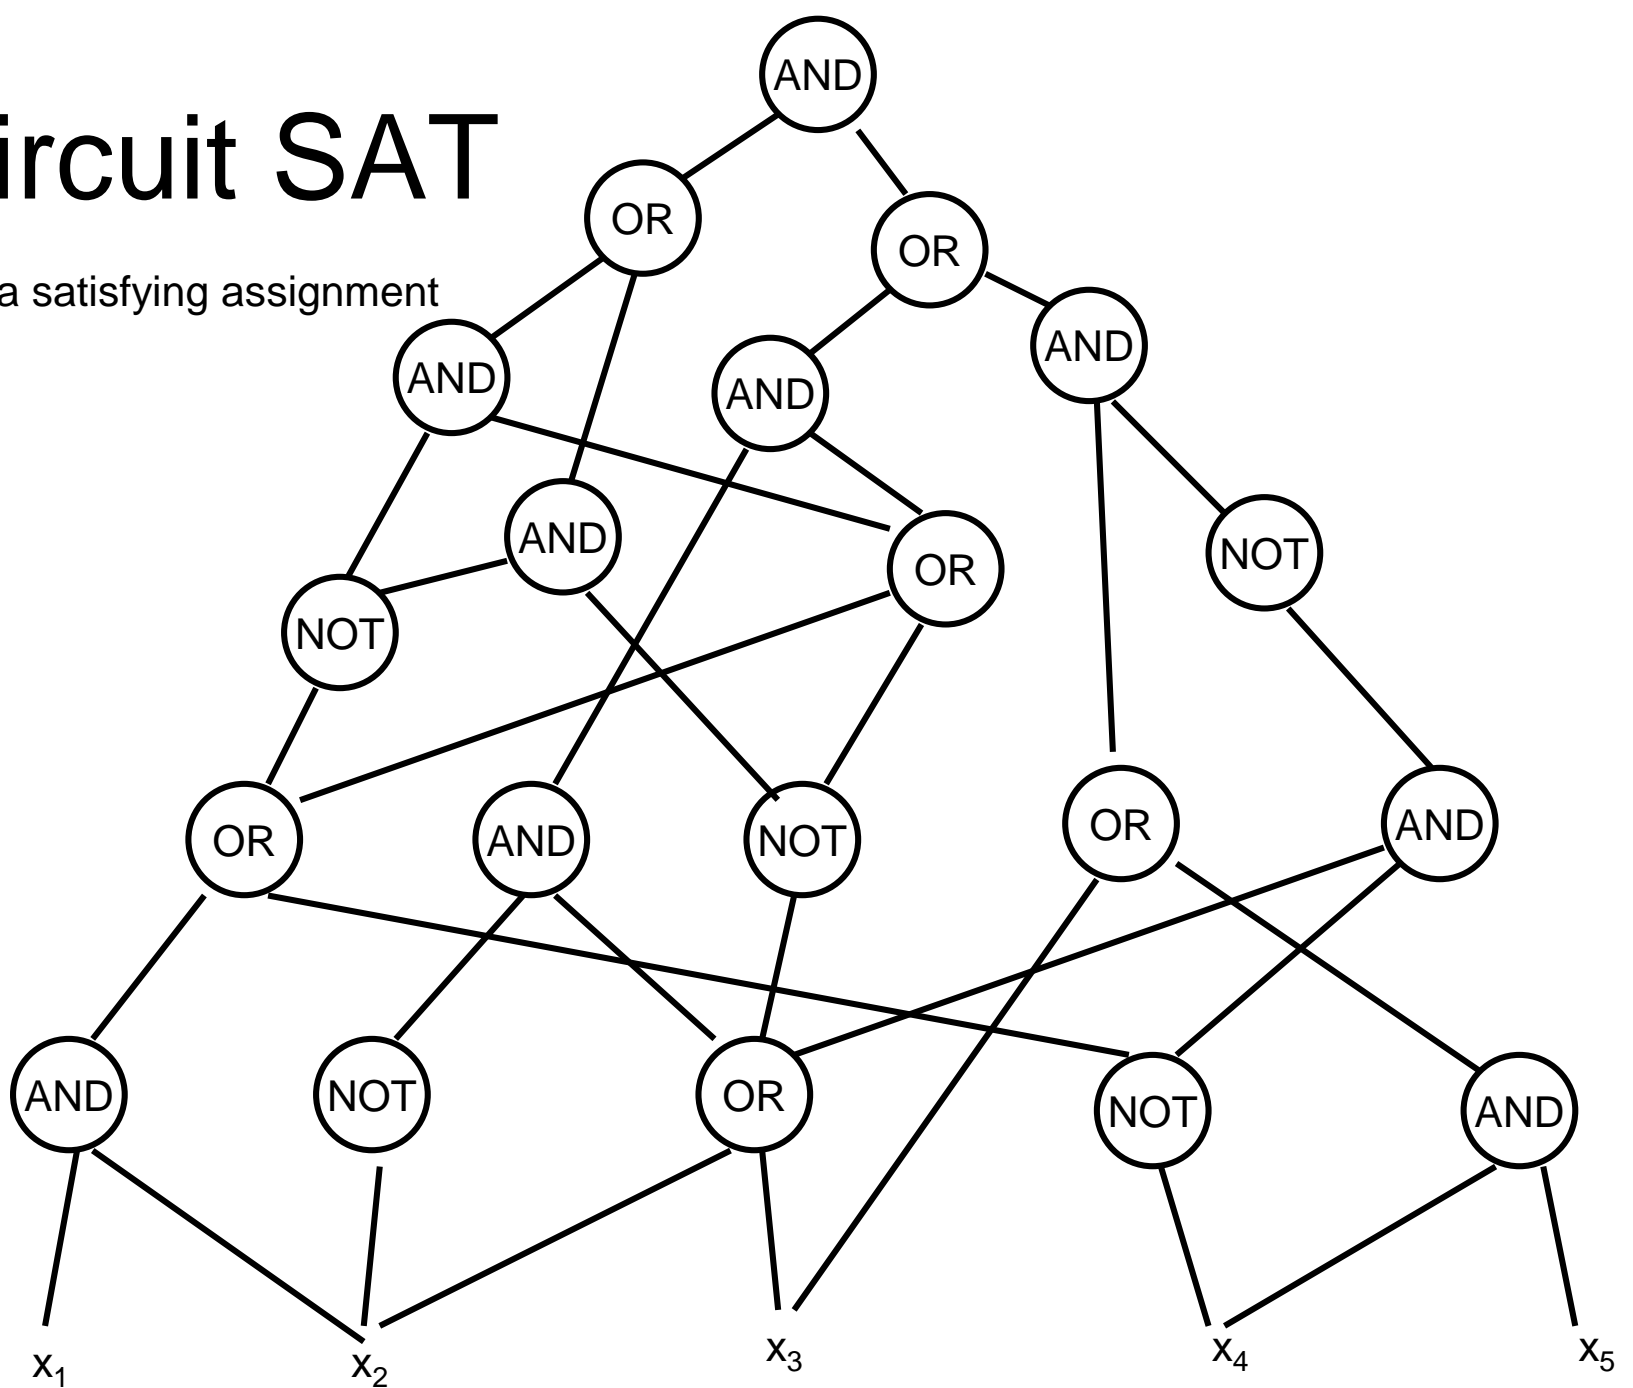 AND
ircuit SAT
OR
OR
a satisfying assignment
AND
AND
AND
AND
NOT
OR
NOT
OR
AND
NOT
OR
AND
AND
NOT
OR
NOT
AND
x₁
x₂
x₃
x₄
x₅